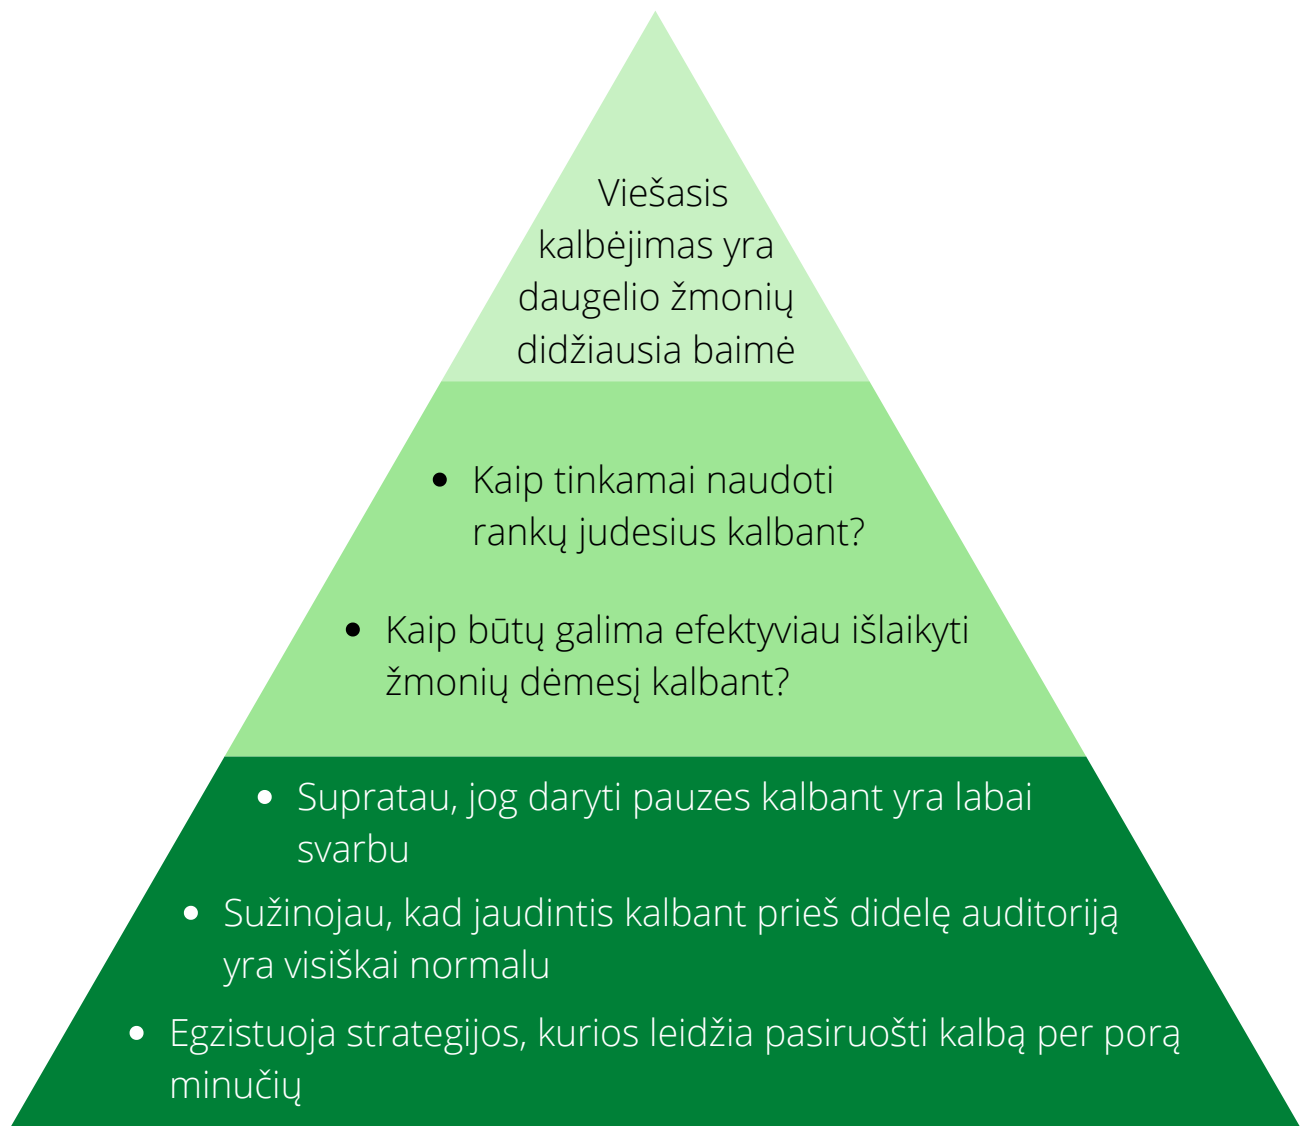 Viešasis
kalbėjimas yra
daugelio žmonių
didžiausia baimė
• Kaip tinkamai naudoti
rankų judesius kalbant?
• Kaip būtų galima efektyviau išlaikyti
žmonių dėmesį kalbant?
• Supratau, jog daryti pauzes kalbant yra labai
svarbu
• Sužinojau, kad jaudintis kalbant prieš didelę auditoriją
yra visiškai normalu
• Egzistuoja strategijos, kurios leidžia pasiruošti kalbą per porą
minučių